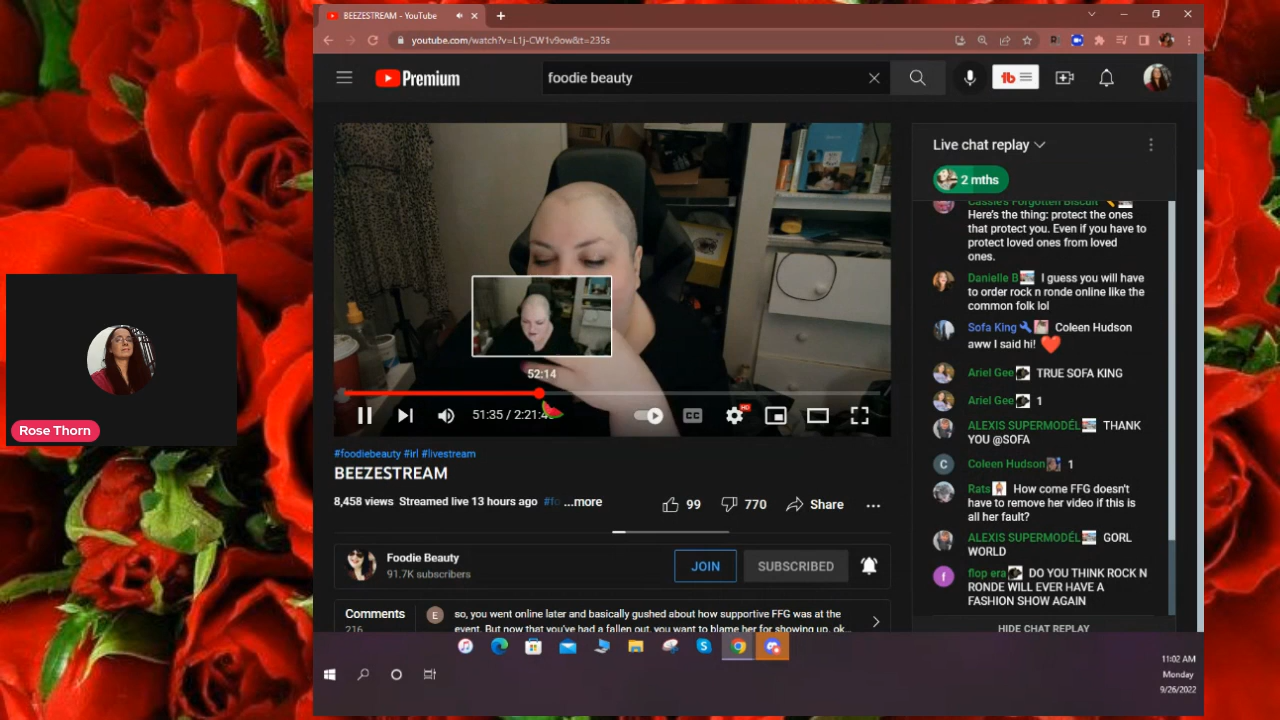 BEEZESTREAM - YouTube
youtube.com/watch?v=L1j-CW1v9ow&t=235s
Premium
foodie beauty
52:14
51:35 / 2:21:4
CC
HD
#foodiebeauty #irl #livestream
BEEZESTREAM
8,458 views Streamed live 13 hours ago #fo ...more
99
770
Share
Foodie Beauty
91.7K subscribers
JOIN
SUBSCRIBED
Comments
216
E
so, you went online later and basically gushed about how supportive FFG was at the
event. But now that you've had a fallen out, you want to blame her for showing up, ok...
Live chat replay
2 mths
Cassie's Forgotten Biscuit
Here's the thing: protect the ones
that protect you. Even if you have to
protect loved ones from loved
ones.
Danielle B I guess you will have
to order rock n ronde online like the
common folk lol
Sofa King Coleen Hudson
aww I said hi!
Ariel Gee TRUE SOFA KING
Ariel Gee 1
ALEXIS SUPERMODÉL THANK
YOU @SOFA
C
Coleen Hudson 1
Rats How come FFG doesn't
have to remove her video if this is
all her fault?
ALEXIS SUPERMODÉL GORL
WORLD
f
flop era DO YOU THINK ROCK N
RONDE WILL EVER HAVE A
FASHION SHOW AGAIN
HIDE CHAT REPLAY
Rose Thorn
11:02 AM
Monday
9/26/2022